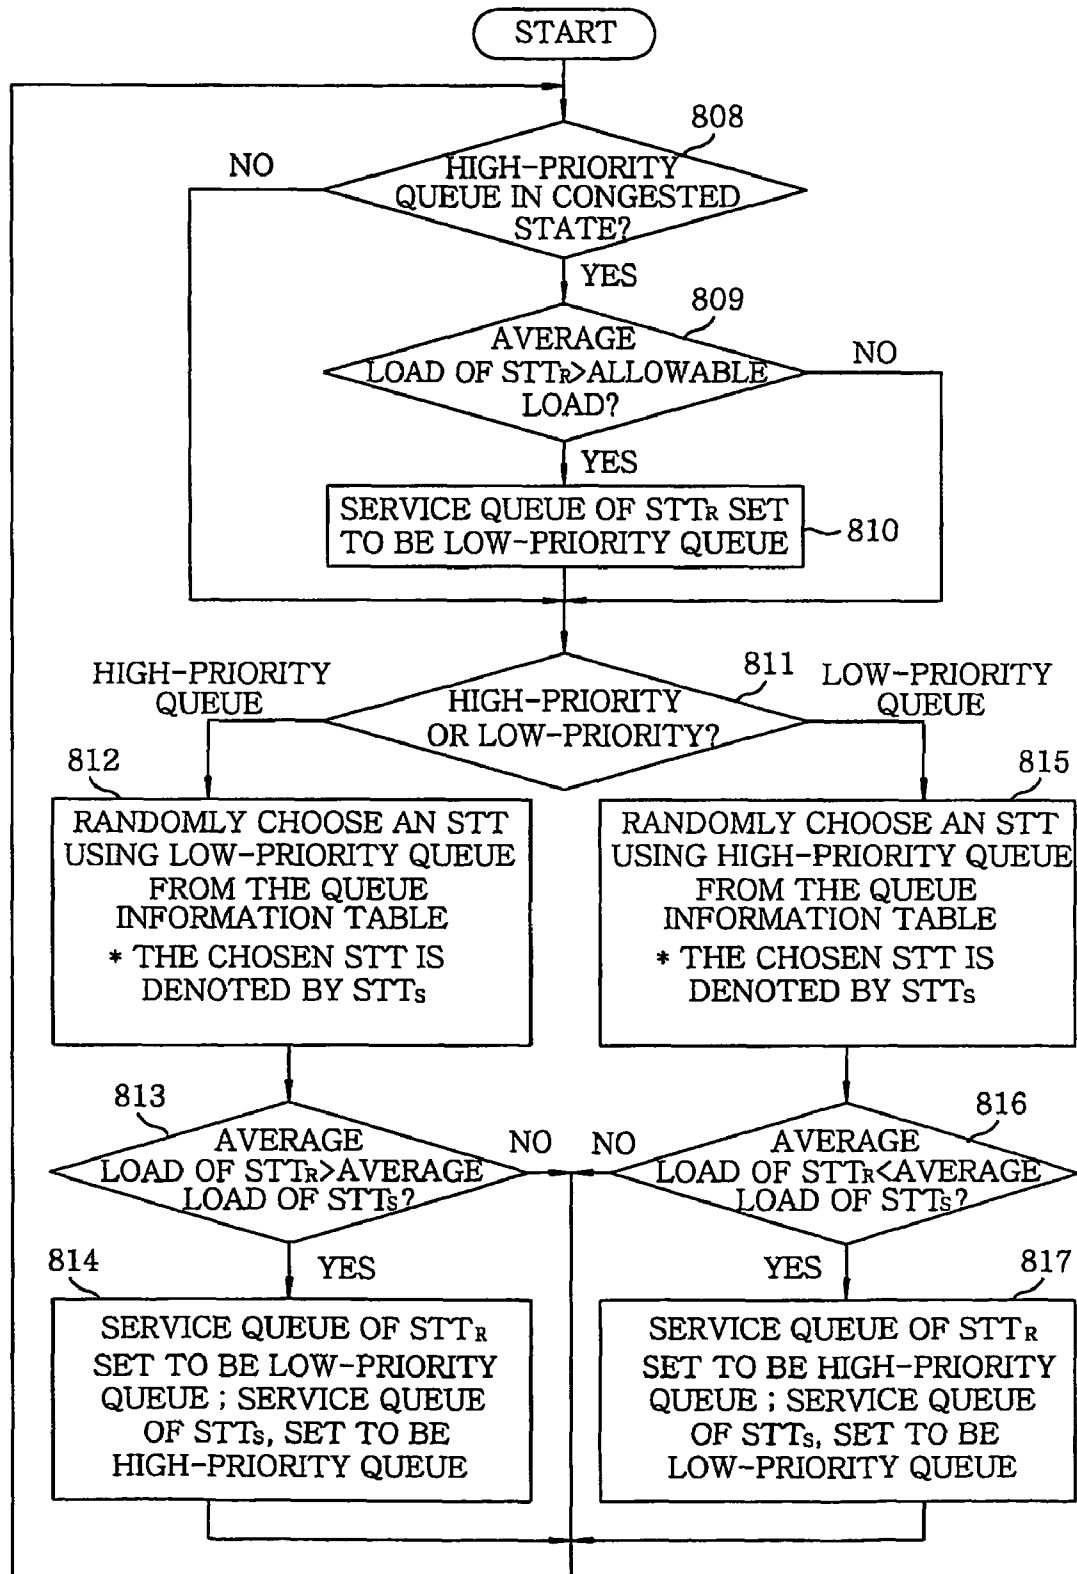 START
808
NO
HIGH-PRIORITY
QUEUE IN CONGESTED
STATE?
YES
809
AVERAGE
LOAD OF STTR>ALLOWABLE
LOAD?
NO
YES
SERVICE QUEUE OF STTR SET
TO BE LOW-PRIORITY QUEUE
810
HIGH-PRIORITY
QUEUE
811
HIGH-PRIORITY
OR LOW-PRIORITY?
LOW-PRIORITY
QUEUE
812
RANDOMLY CHOOSE AN STT
USING LOW-PRIORITY QUEUE
FROM THE QUEUE
INFORMATION TABLE
* THE CHOSEN STT IS
DENOTED BY STTS
815
RANDOMLY CHOOSE AN STT
USING HIGH-PRIORITY QUEUE
FROM THE QUEUE
INFORMATION TABLE
* THE CHOSEN STT IS
DENOTED BY STTS
813
AVERAGE
LOAD OF STTR>AVERAGE
LOAD OF STTS?
NO
NO
816
AVERAGE
LOAD OF STTR<AVERAGE
LOAD OF STTS?
814
YES
SERVICE QUEUE OF STTR
SET TO BE LOW-PRIORITY
QUEUE ; SERVICE QUEUE
OF STTS, SET TO BE
HIGH-PRIORITY QUEUE
YES
817
SERVICE QUEUE OF STTR
SET TO BE HIGH-PRIORITY
QUEUE ; SERVICE QUEUE
OF STTS, SET TO BE
LOW-PRIORITY QUEUE